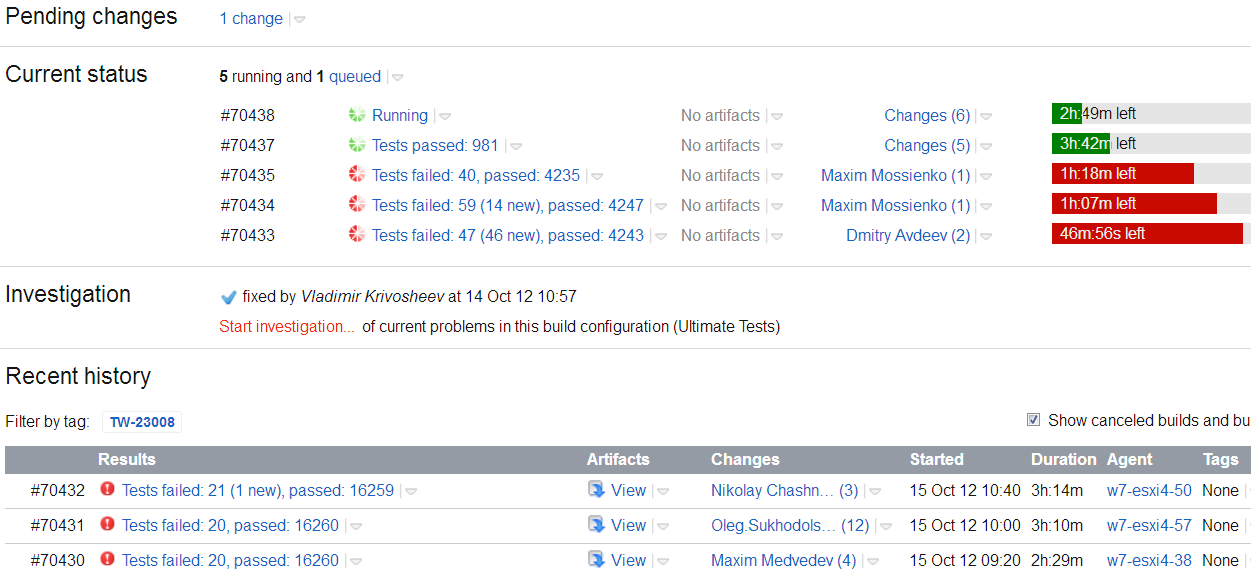 Pending changes 1 change
Current status 5 running and 1 queued
#70438 Running No artifacts Changes (6) 2h:49m left
#70437 Tests passed: 981 No artifacts Changes (5) 3h:42m left
#70435 Tests failed: 40, passed: 4235 No artifacts Maxim Mossienko (1) 1h:18m left
#70434 Tests failed: 59 (14 new), passed: 4247 No artifacts Maxim Mossienko (1) 1h:07m left
#70433 Tests failed: 47 (46 new), passed: 4243 No artifacts Dmitry Avdeev (2) 46m:56s left
Investigation fixed by Vladimir Krivosheev at 14 Oct 12 10:57
Start investigation... of current problems in this build configuration (Ultimate Tests)
Recent history
Filter by tag: TW-23008 Show canceled builds and bu
Results Artifacts Changes Started Duration Agent Tags
#70432 Tests failed: 21 (1 new), passed: 16259 View Nikolay Chashn... (3) 15 Oct 12 10:40 3h:14m w7-esxi4-50 None
#70431 Tests failed: 20, passed: 16260 View Oleg.Sukhodols... (12) 15 Oct 12 10:00 3h:10m w7-esxi4-57 None
#70430 Tests failed: 20, passed: 16260 View Maxim Medvedev (4) 15 Oct 12 09:20 2h:29m w7-esxi4-38 None